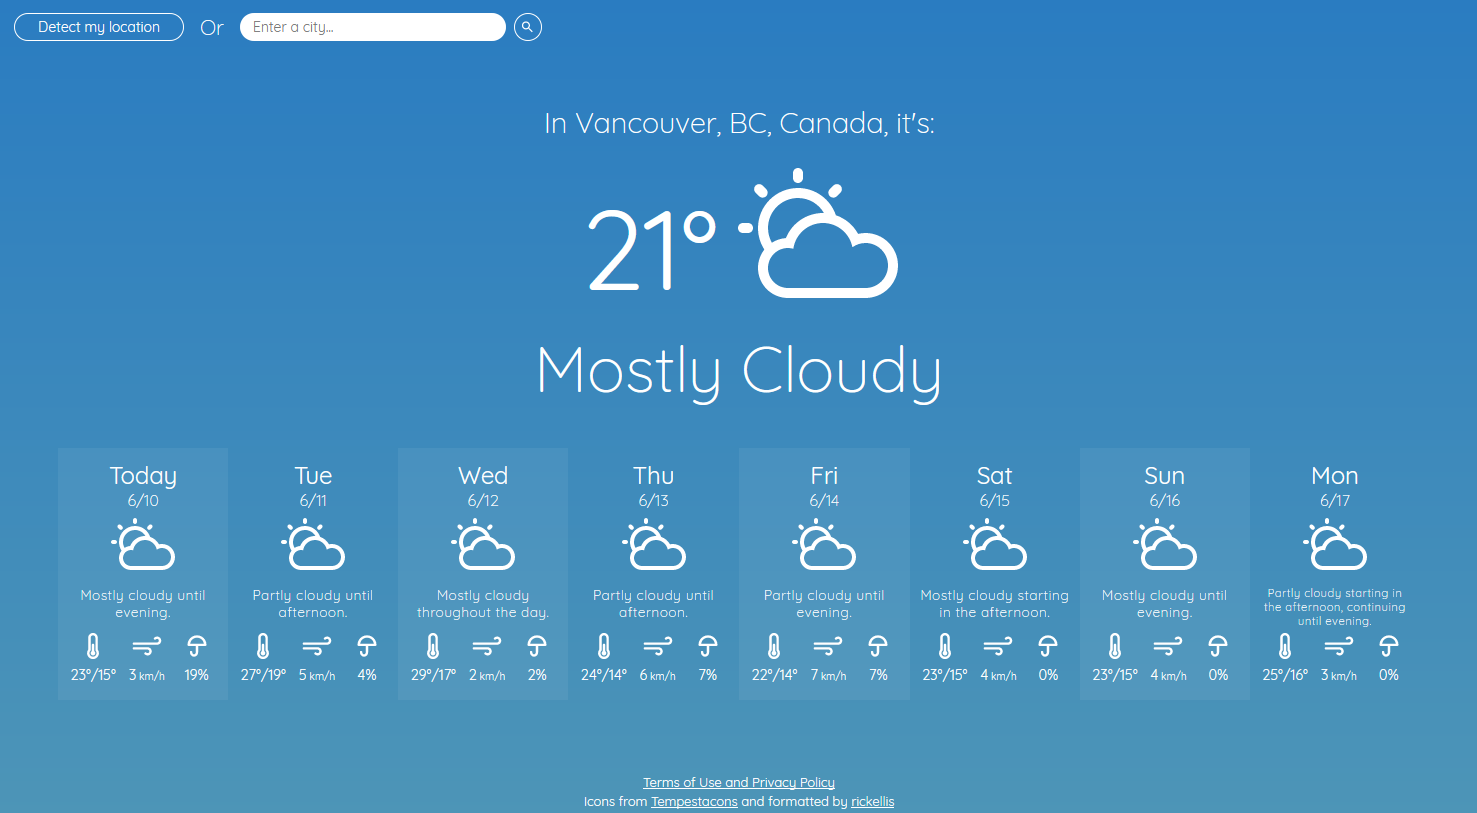 Detect my location Or Enter a city...
In Vancouver, BC, Canada, it's:
21°
Mostly Cloudy
Today
6/10
Mostly cloudy until
evening.
23°/15° 3 km/h 19%
Tue
6/11
Partly cloudy until
afternoon.
27°/19° 5 km/h 4%
Wed
6/12
Mostly cloudy
throughout the day.
29°/17° 2 km/h 2%
Thu
6/13
Partly cloudy until
afternoon.
24°/14° 6 km/h 7%
Fri
6/14
Partly cloudy until
evening.
22°/14° 7 km/h 7%
Sat
6/15
Mostly cloudy starting
in the afternoon.
23°/15° 4 km/h 0%
Sun
6/16
Mostly cloudy until
evening.
23°/15° 4 km/h 0%
Mon
6/17
Partly cloudy starting in
the afternoon, continuing
until evening.
25°/16° 3 km/h 0%
Terms of Use and Privacy Policy
Icons from Tempestacons and formatted by rickellis